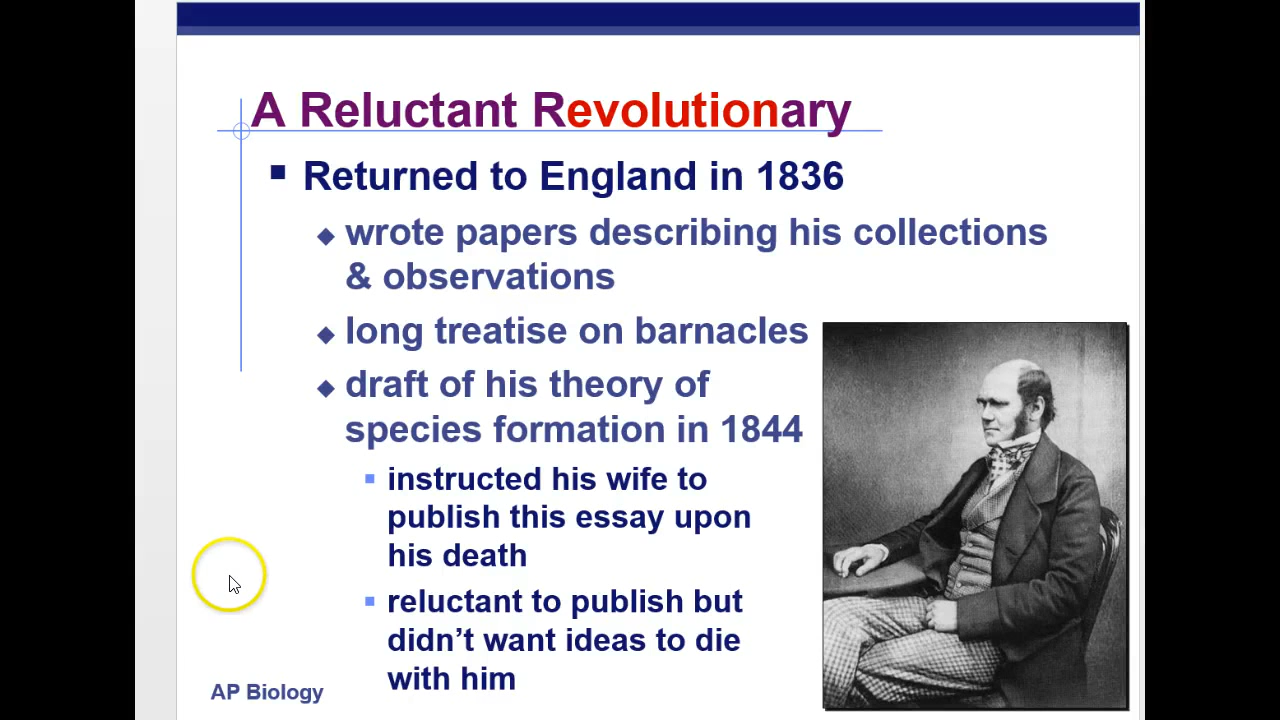 A Reluctant Revolutionary
Returned to England in 1836
wrote papers describing his collections
& observations
long treatise on barnacles
draft of his theory of
species formation in 1844
instructed his wife to
publish this essay upon
his death
reluctant to publish but
didn't want ideas to die
with him
AP Biology